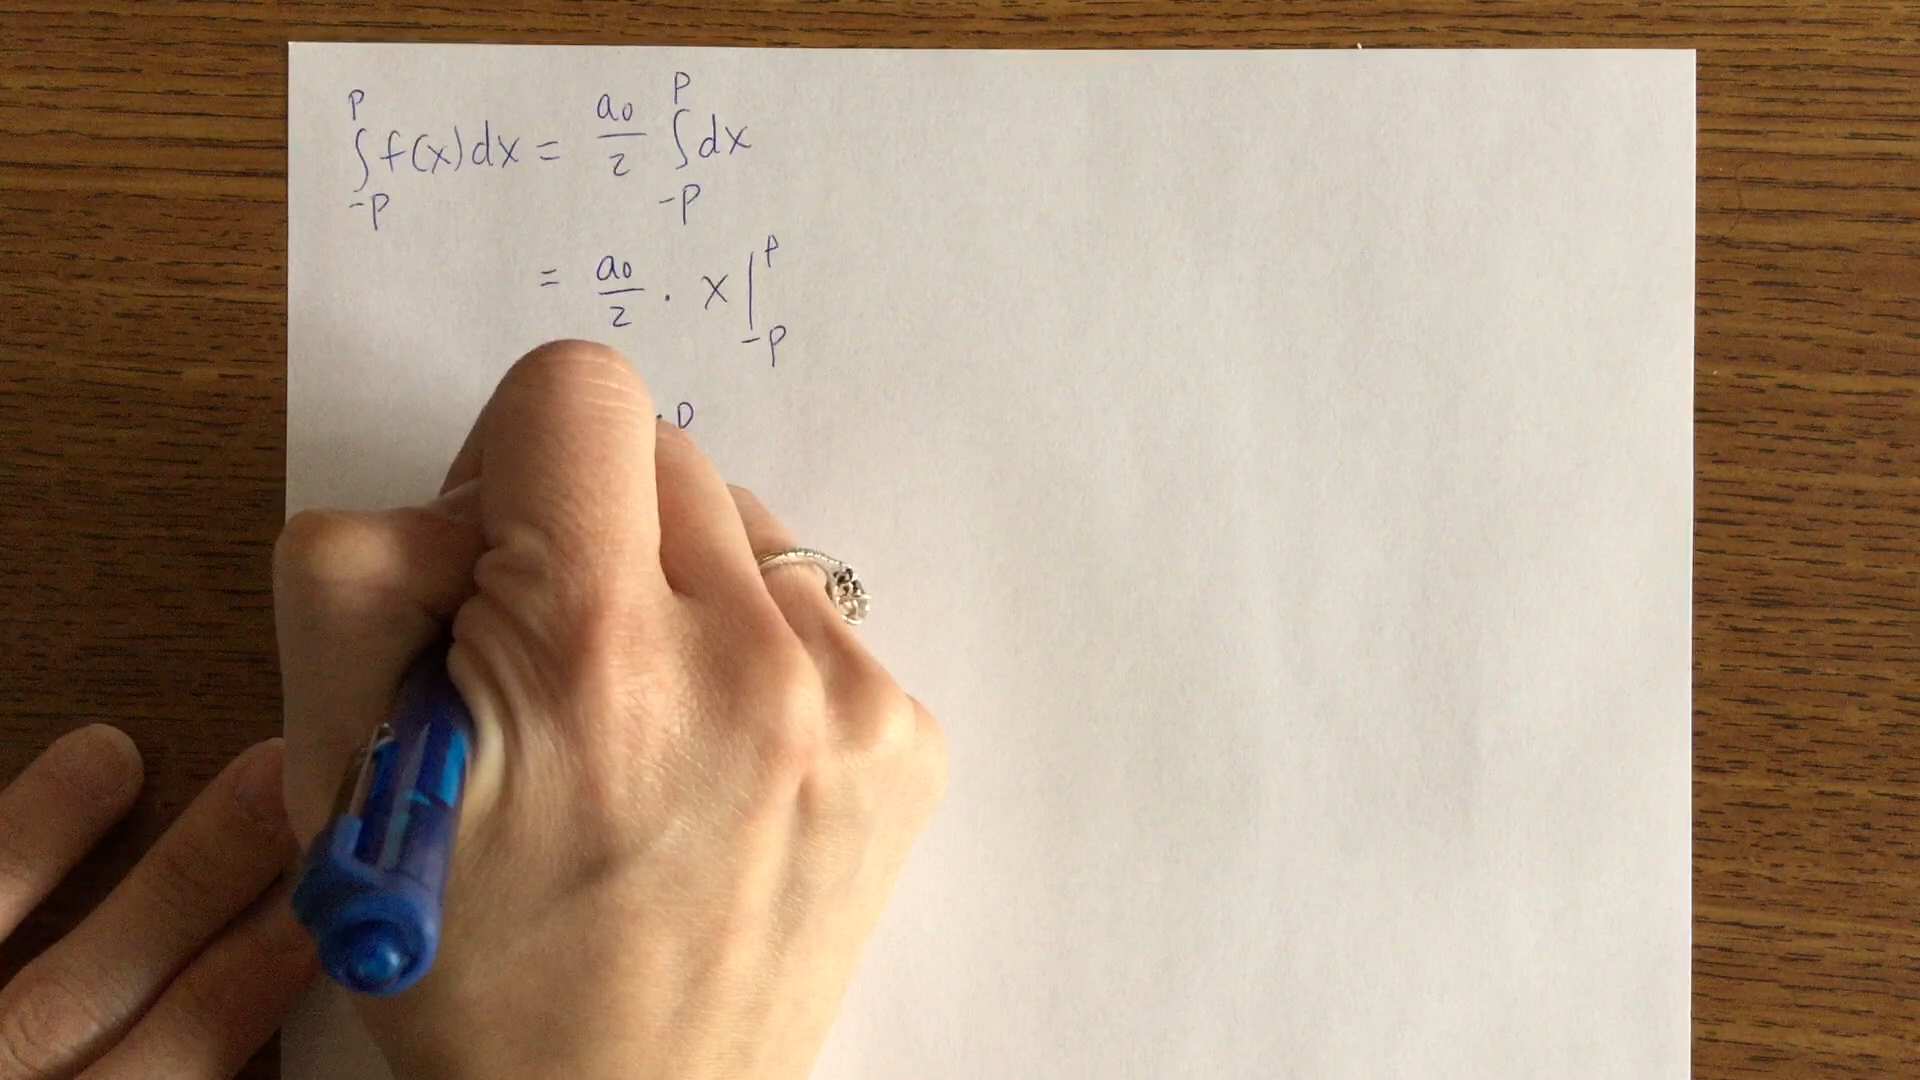 ∫_{-p}^{p} f(x)dx = a₀/2 ∫_{-p}^{p} dx
= a₀/2 · x |_{-p}^{p}